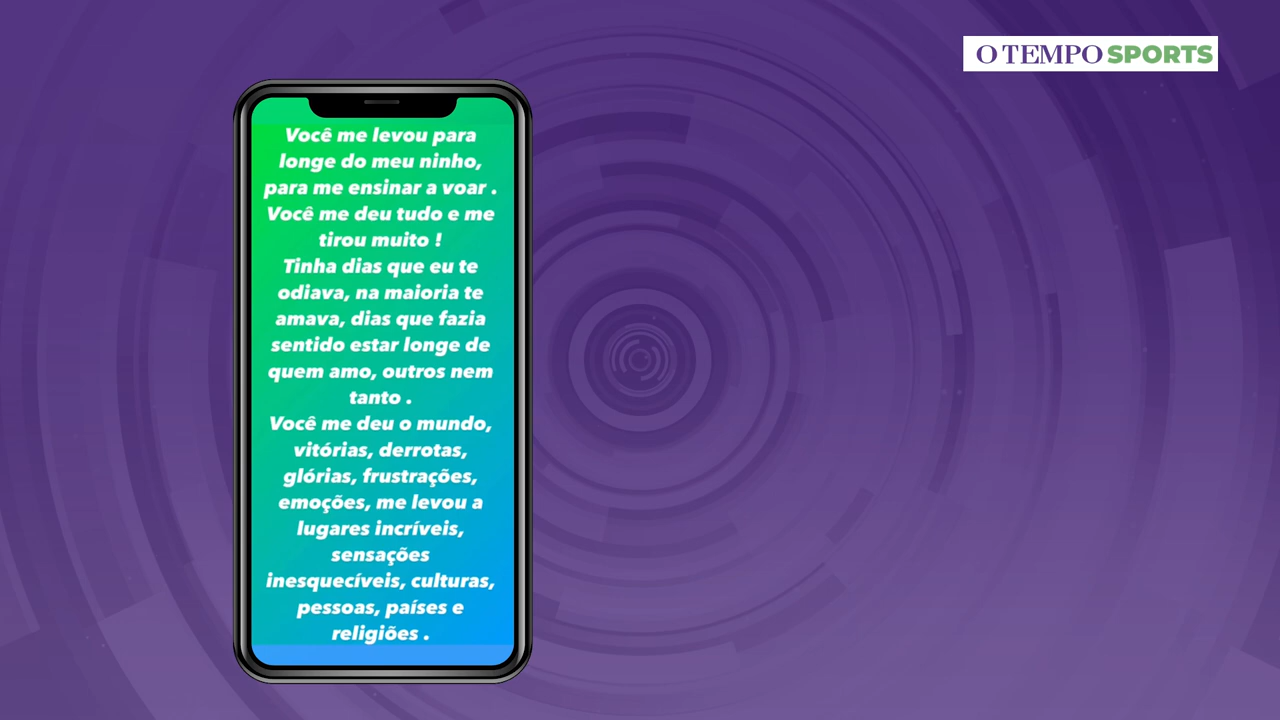 O TEMPO SPORTS
Você me levou para
longe do meu ninho,
para me ensinar a voar .
Você me deu tudo e me
tirou muito !
Tinha dias que eu te
odiava, na maioria te
amava, dias que fazia
sentido estar longe de
quem amo, outros nem
tanto .
Você me deu o mundo,
vitórias, derrotas,
glórias, frustrações,
emoções, me levou a
lugares incríveis,
sensações
inesquecíveis, culturas,
pessoas, países e
religiões .